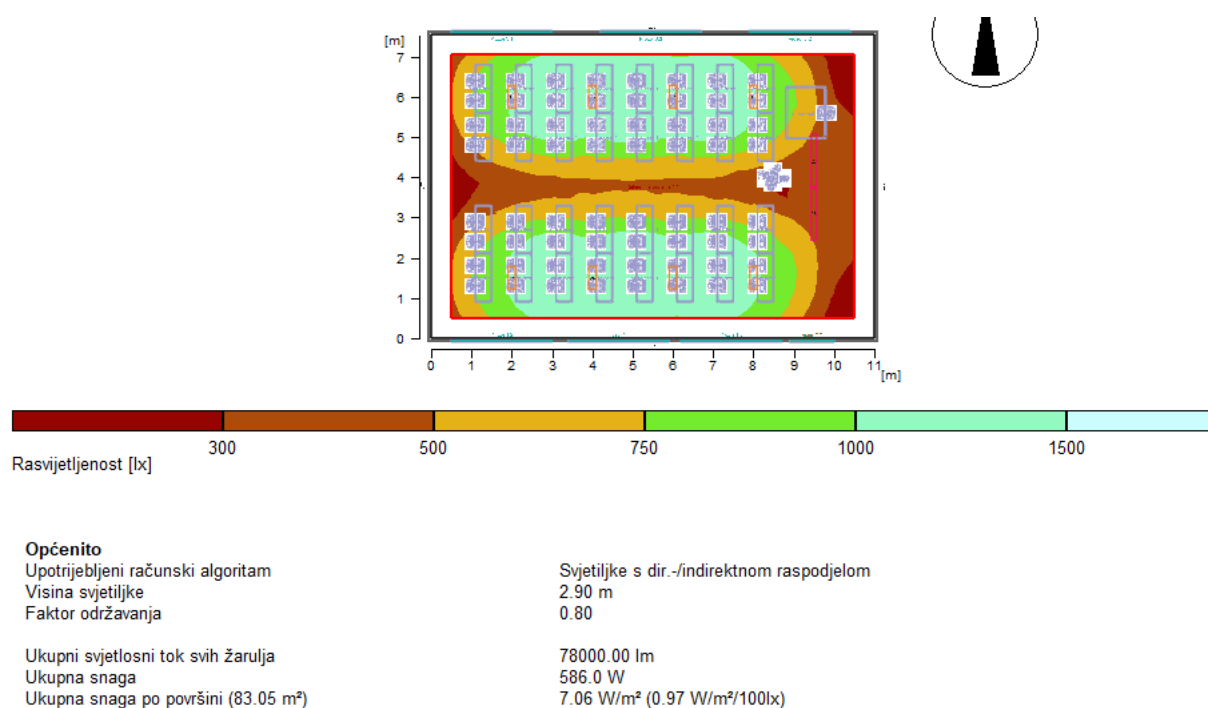 [m]
7
6
5
4
3
2
1
0
0 1 2 3 4 5 6 7 8 9 10 11
[m]
300 500 750 1000 1500
Rasvijetljenost [lx]
Općenito
Upotrijebljeni računski algoritam Svjetiljke s dir.-/indirektnom raspodjelom
Visina svjetiljke 2.90 m
Faktor održavanja 0.80
Ukupni svjetlosni tok svih žarulja 78000.00 lm
Ukupna snaga 586.0 W
Ukupna snaga po površini (83.05 m²) 7.06 W/m² (0.97 W/m²/100lx)